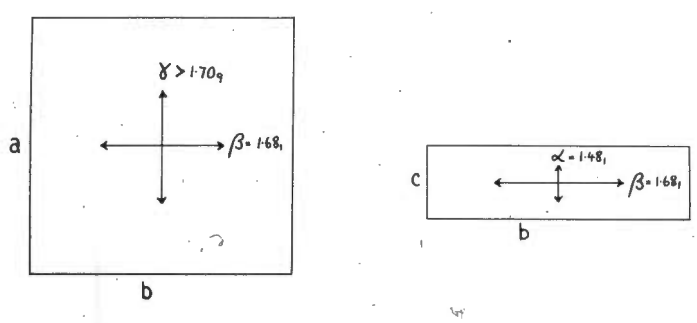 γ > 1·70₉
a
β = 1·68₁
b
α = 1·48₁
c
β = 1·68₁
b